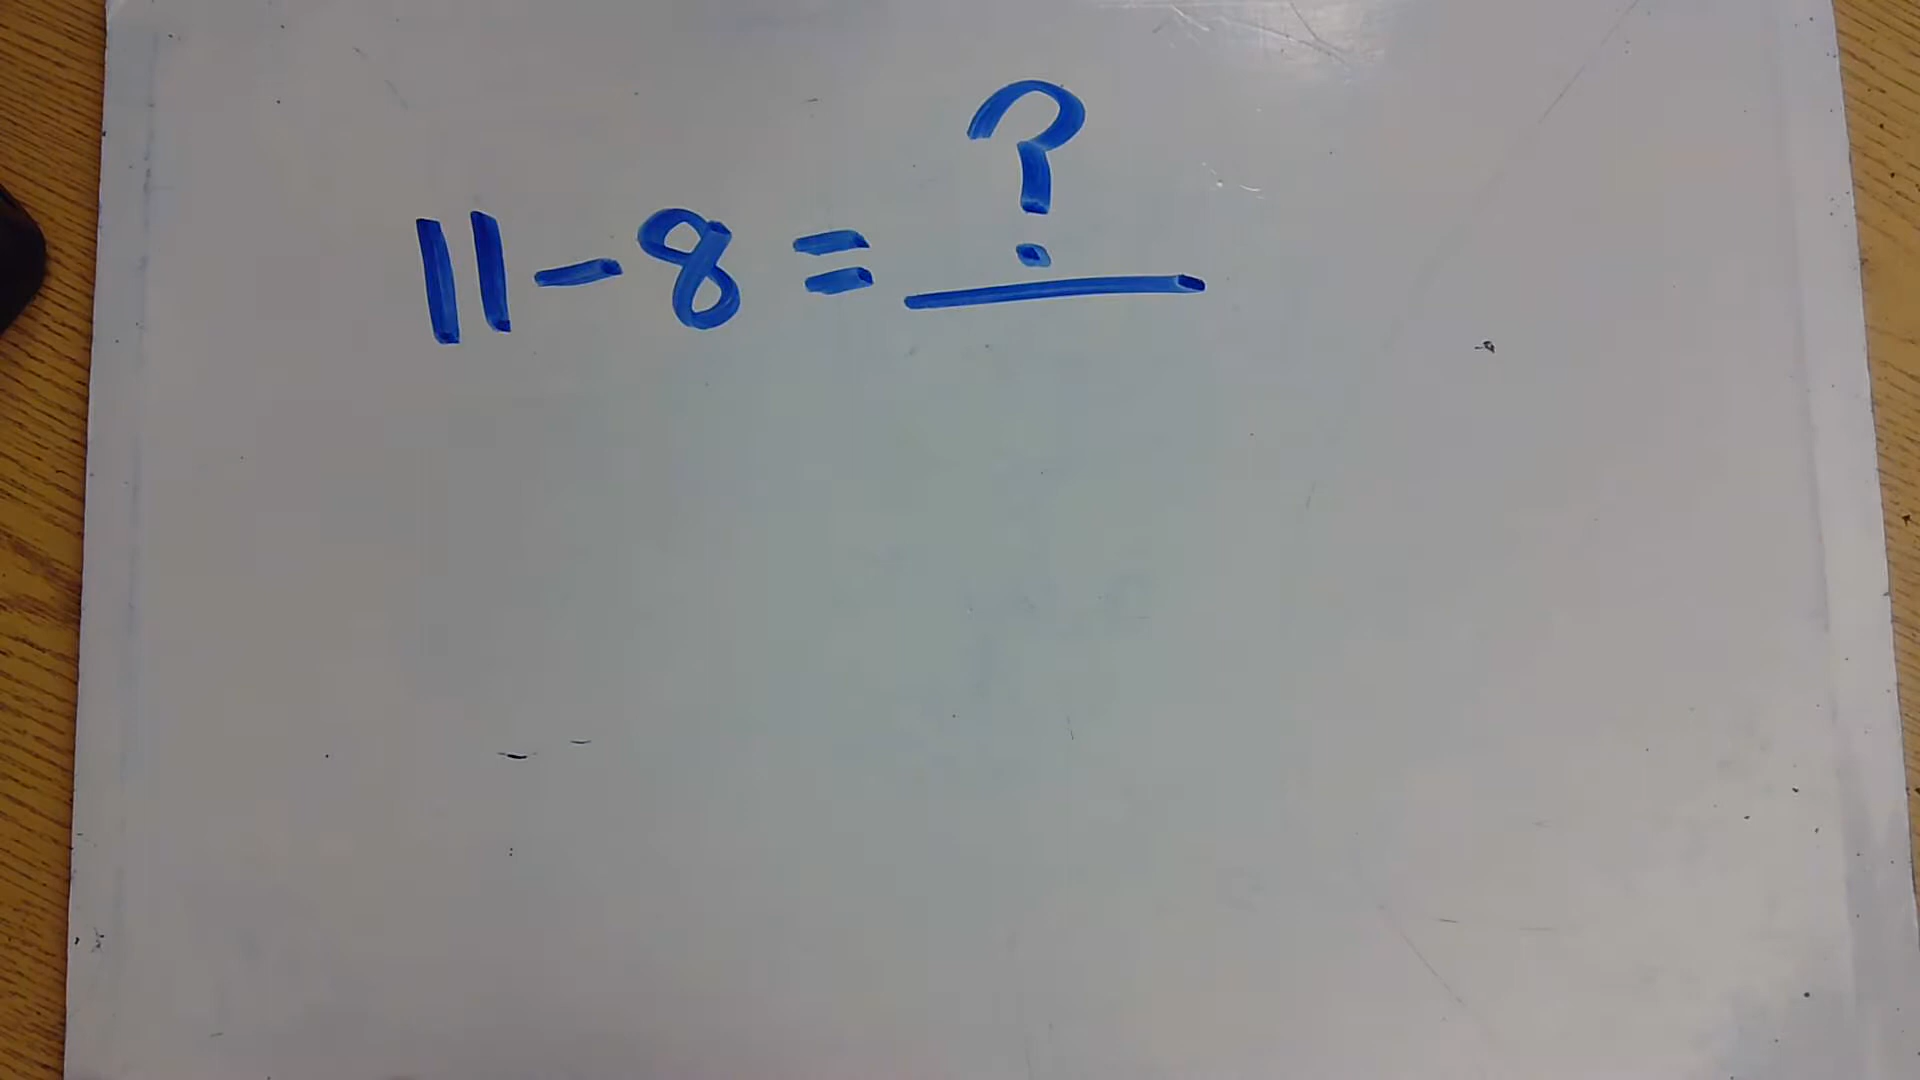 11-8 = ?